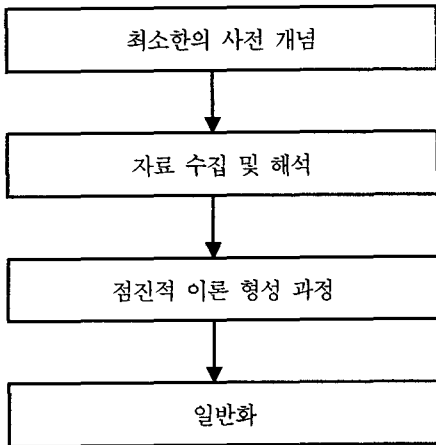 최소한의 사전 개념
자료 수집 및 해석
점진적 이론 형성 과정
일반화